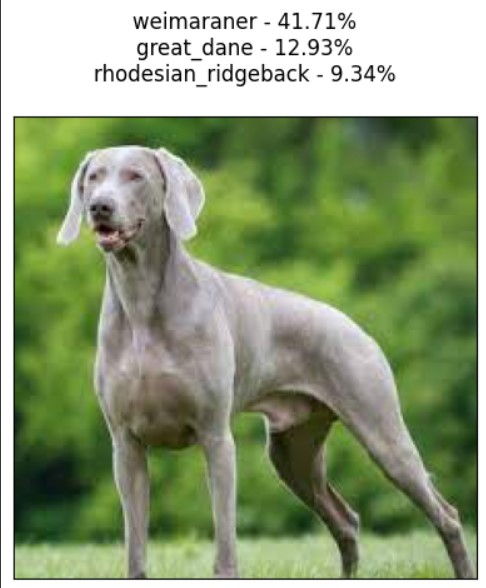 weimaraner - 41.71%
great_dane - 12.93%
rhodesian_ridgeback - 9.34%